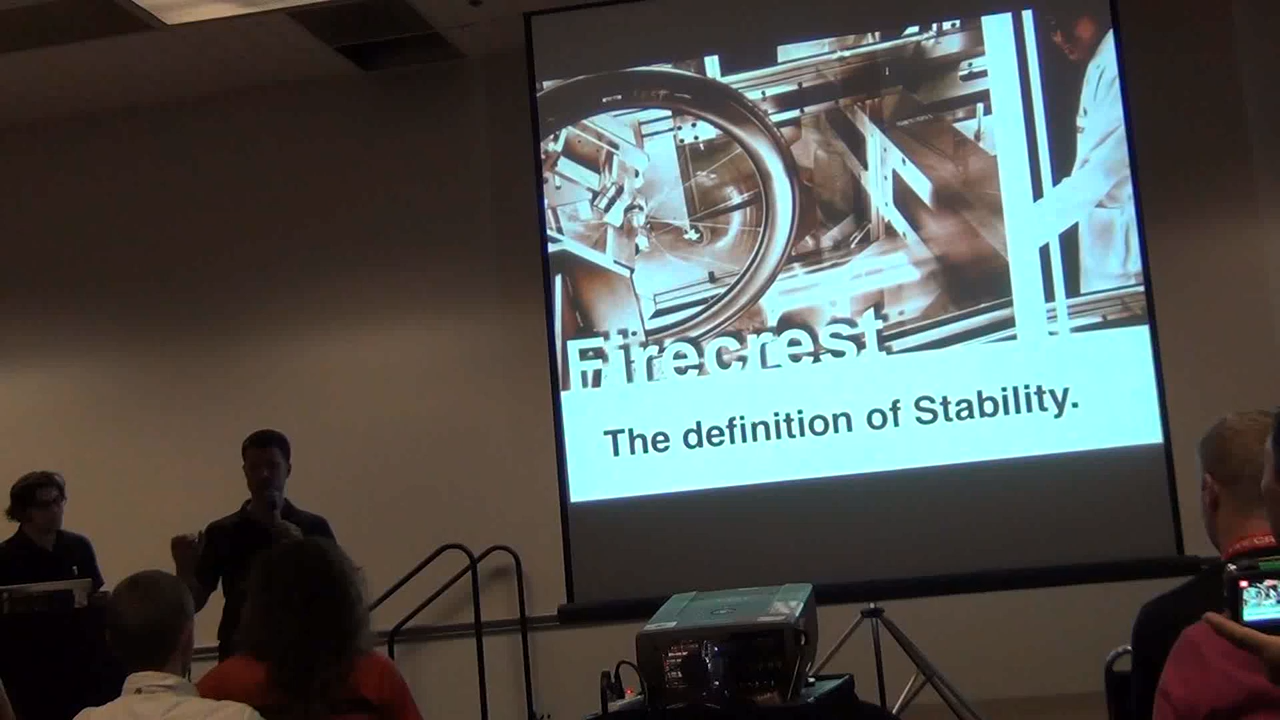 Firecrest
The definition of Stability.